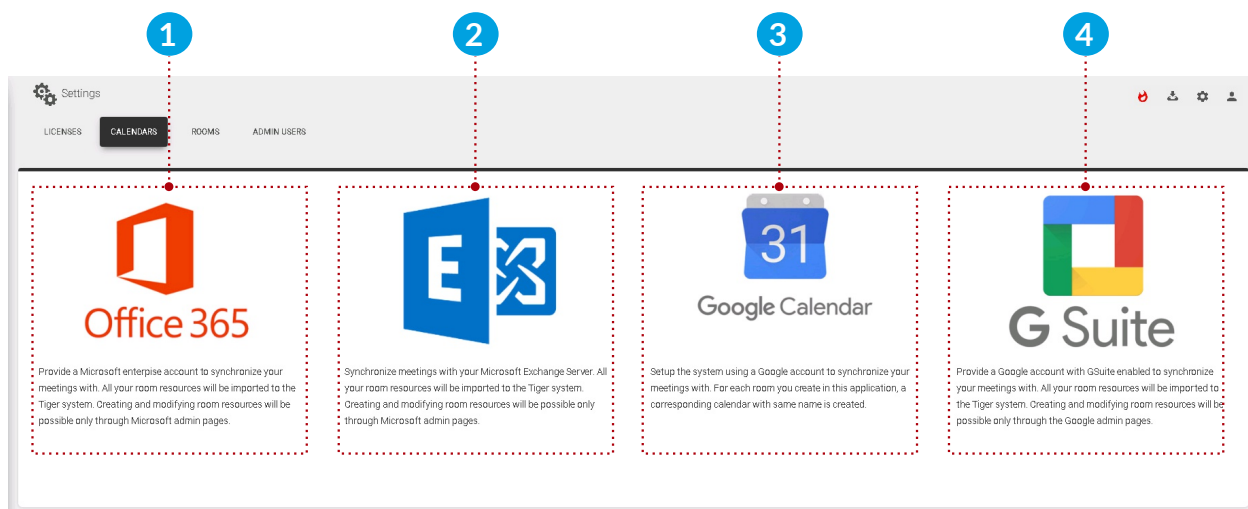 1 2 3 4
Settings
LICENSES CALENDARS ROOMS ADMIN USERS
Office 365
Provide a Microsoft enterpise account to synchronize your
meetings with. All your room resources will be imported to the
Tiger system. Creating and modifying room resources will be
possible only through Microsoft admin pages.
E
Synchronize meetings with your Microsoft Exchange Server. All
your room resources will be imported to the Tiger system.
Creating and modifying room resources will be possible only
through Microsoft admin pages.
31
Google Calendar
Setup the system using a Google account to synchronize your
meetings with. For each room you create in this application, a
corresponding calendar with same name is created.
G Suite
Provide a Google account with GSuite enabled to synchronize
your meetings with. All your room resources will be imported to
the Tiger system. Creating and modifying room resources will be
possible only through the Google admin pages.